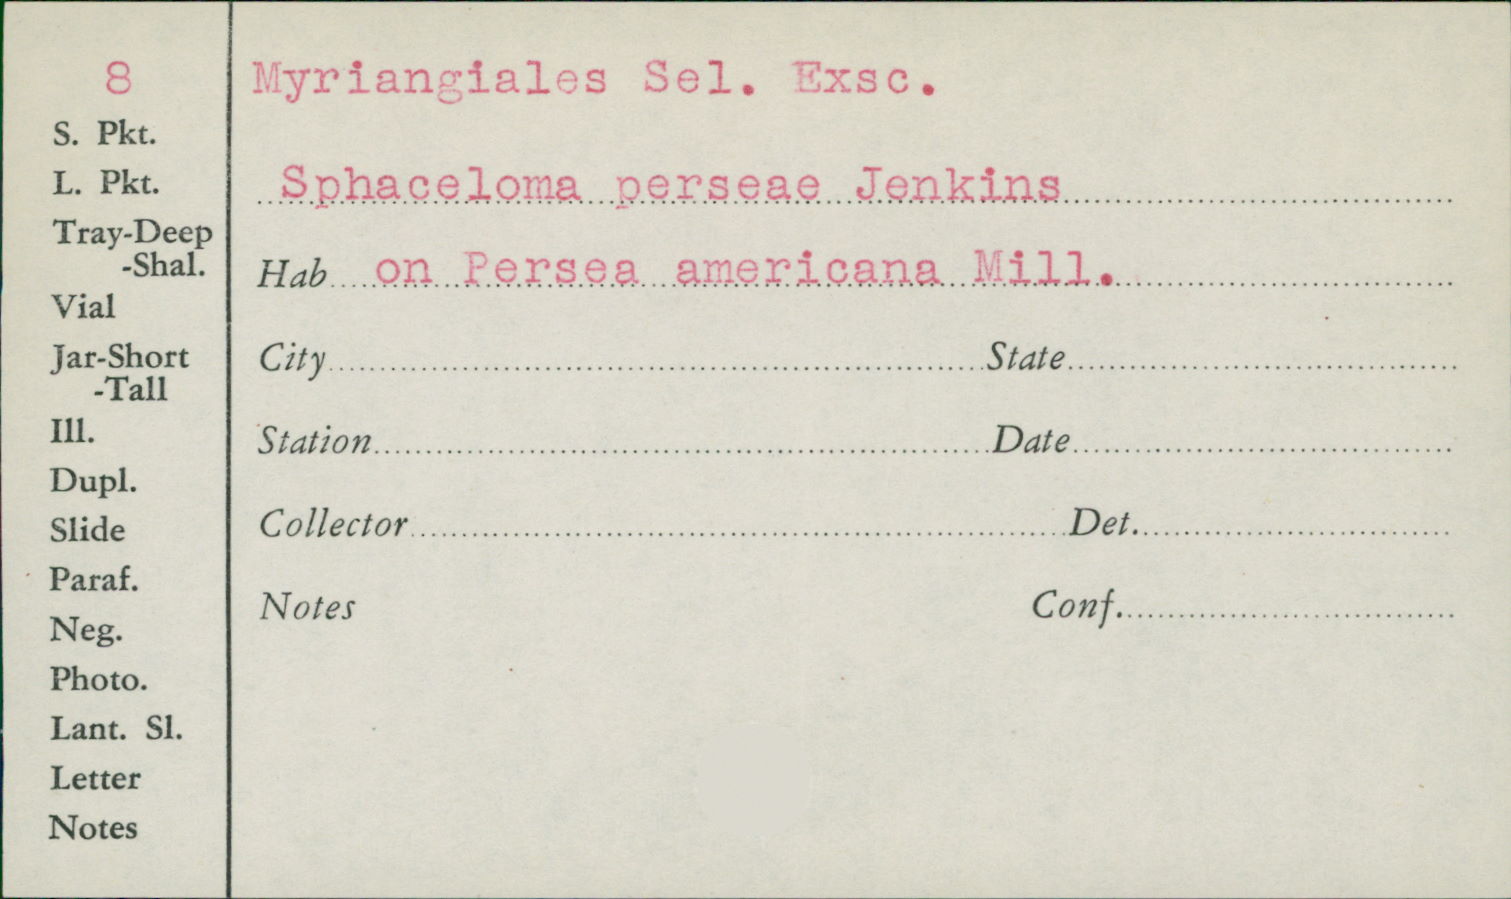 8 Myriangiales Sel. Exsc.
S. Pkt.
L. Pkt.
Tray-Deep
-Shal.
Vial
Jar-Short
-Tall
Ill.
Dupl.
Slide
Paraf.
Neg.
Photo.
Lant. Sl.
Letter
Notes
Sphaceloma perseae Jenkins
Hab on Persea americana Mill.
City State
Station Date
Collector Det.
Notes Conf.